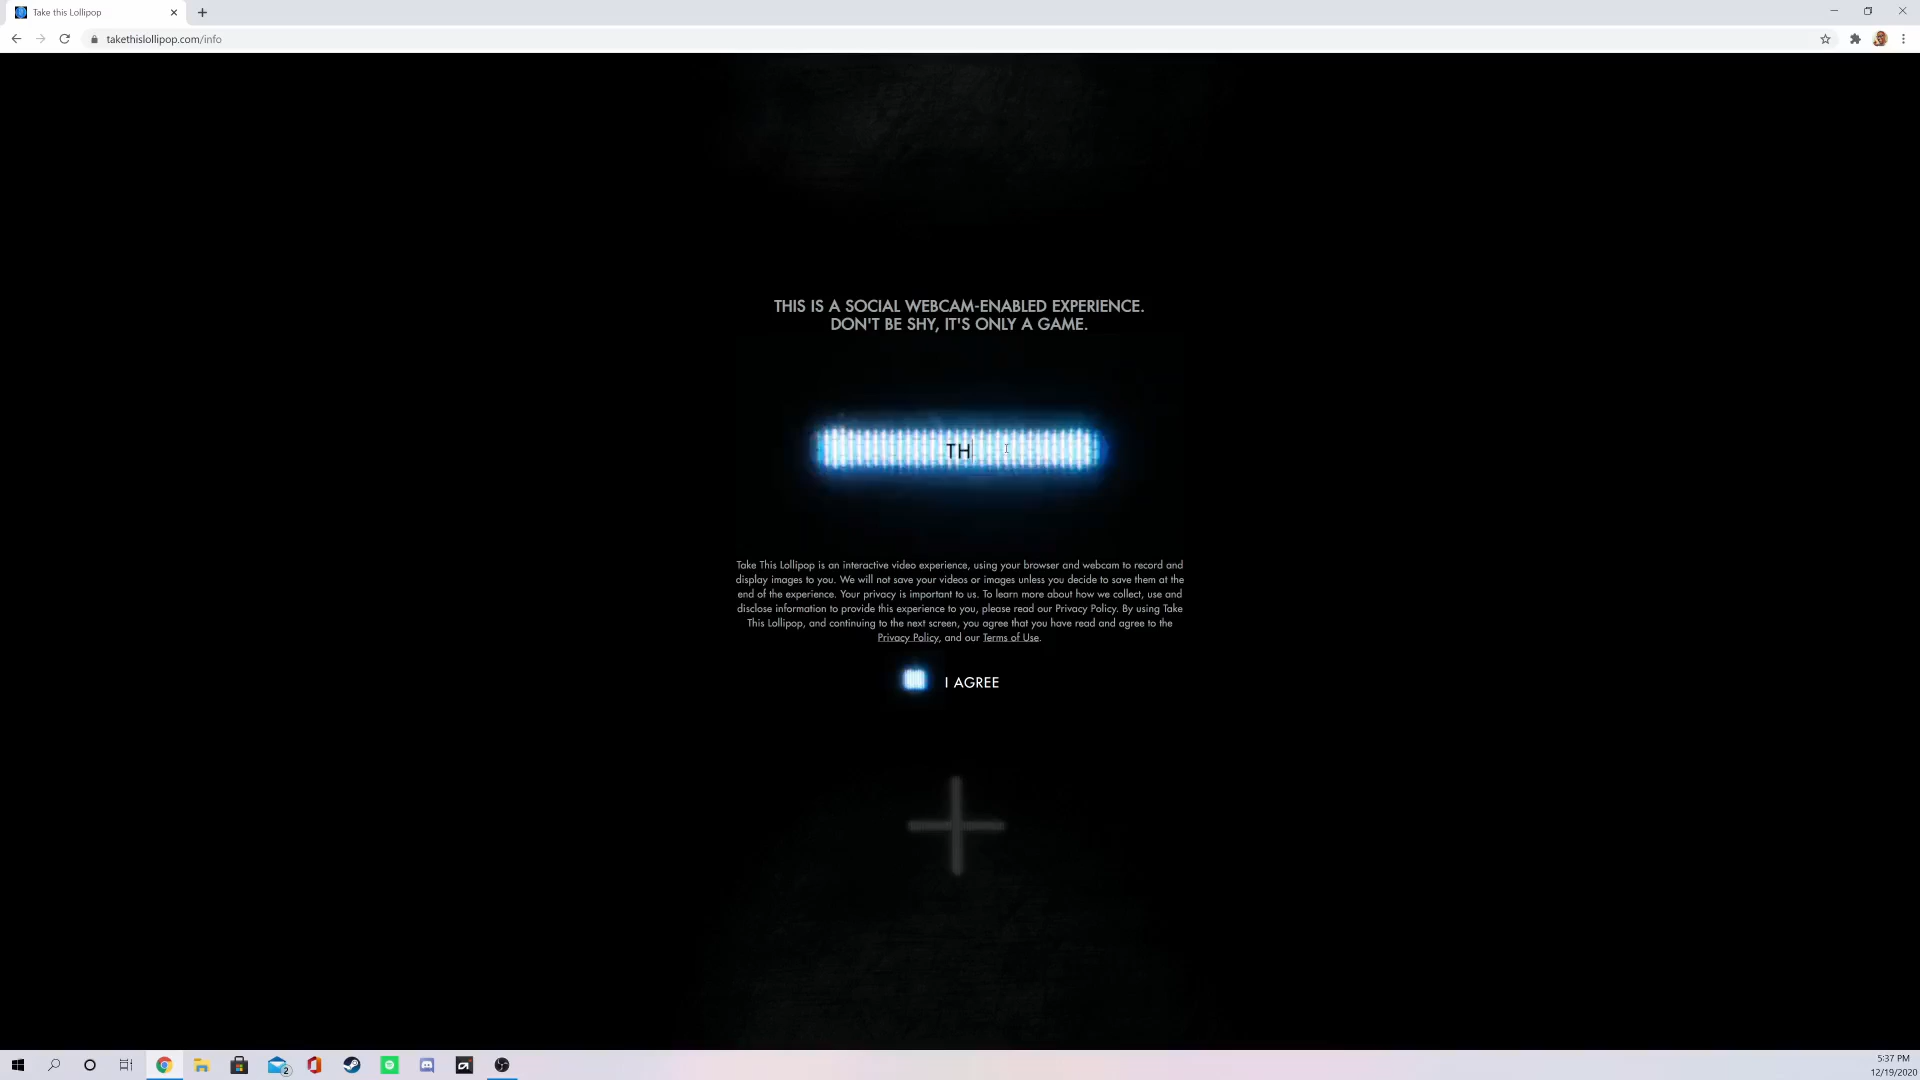 Take this Lollipop
takethislollipop.com/info
THIS IS A SOCIAL WEBCAM-ENABLED EXPERIENCE.
DON'T BE SHY, IT'S ONLY A GAME.
TH
Take This Lollipop is an interactive video experience, using your browser and webcam to record and
display images to you. We will not save your videos or images unless you decide to save them at the
end of the experience. Your privacy is important to us. To learn more about how we collect, use and
disclose information to provide this experience to you, please read our Privacy Policy. By using Take
This Lollipop, and continuing to the next screen, you agree that you have read and agree to the
Privacy Policy, and our Terms of Use.
I AGREE
2
5:37 PM
12/19/2020